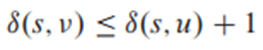 δ(s, v) ≤ δ(s, u) + 1